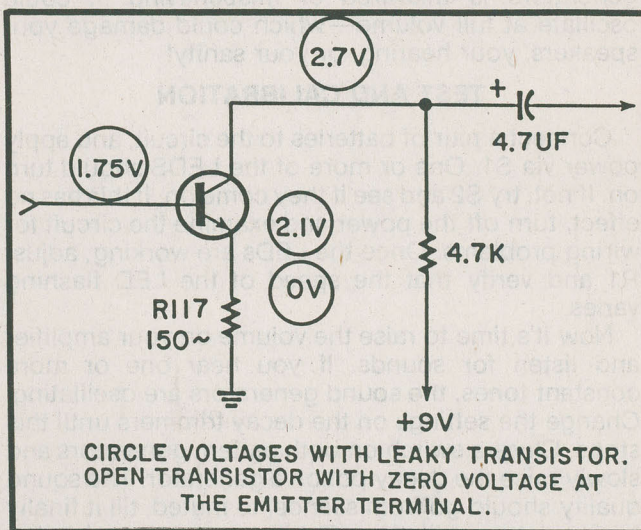 2.7V
+
4.7UF
1.75V
2.1V
0V
4.7K
R117
150~
+9V
CIRCLE VOLTAGES WITH LEAKY TRANSISTOR.
OPEN TRANSISTOR WITH ZERO VOLTAGE AT
THE EMITTER TERMINAL.